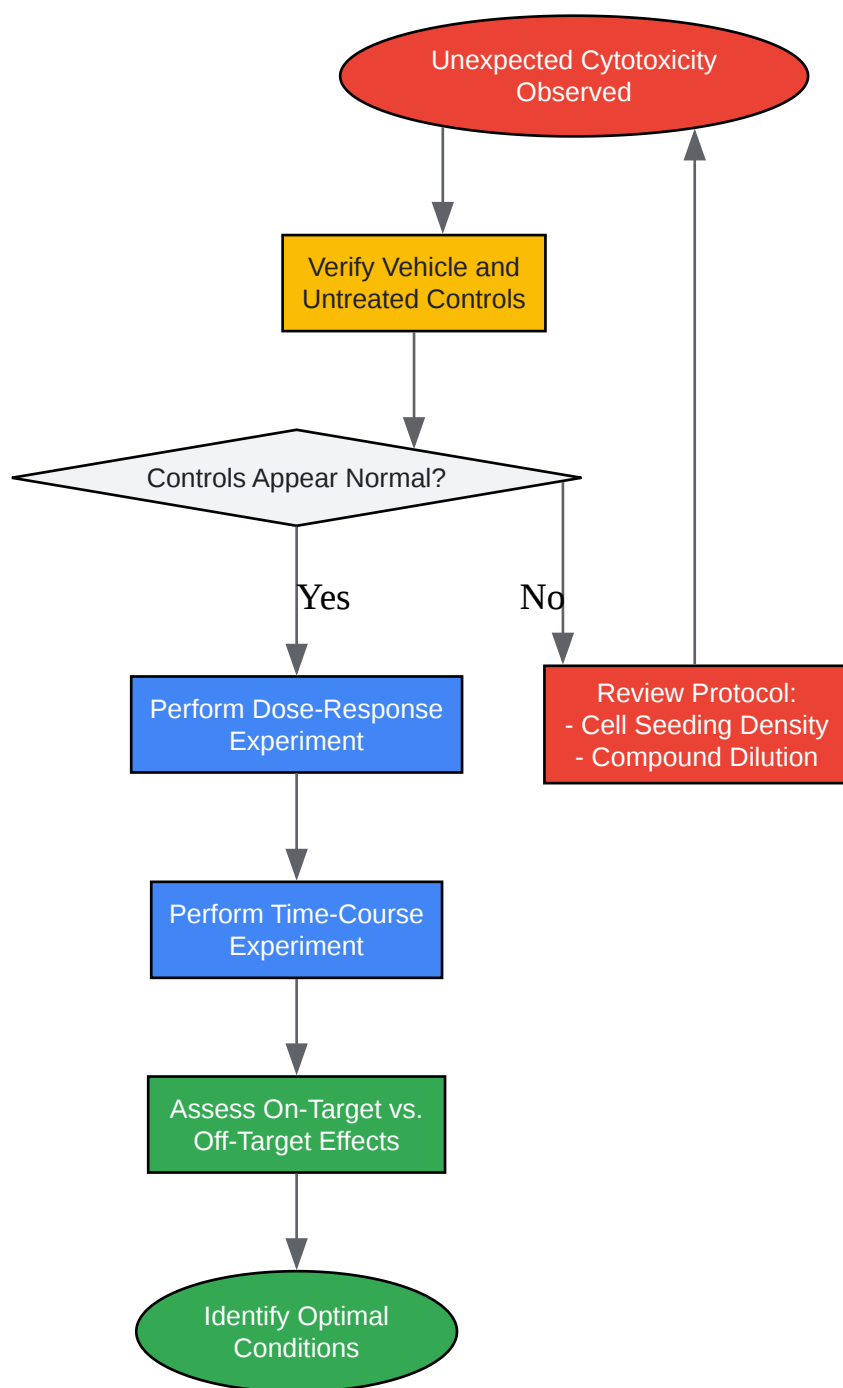 Unexpected Cytotoxicity
Observed
Verify Vehicle and
Untreated Controls
Controls Appear Normal?
Yes
No
Perform Dose-Response
Experiment
Review Protocol:
- Cell Seeding Density
- Compound Dilution
Perform Time-Course
Experiment
Assess On-Target vs.
Off-Target Effects
Identify Optimal
Conditions